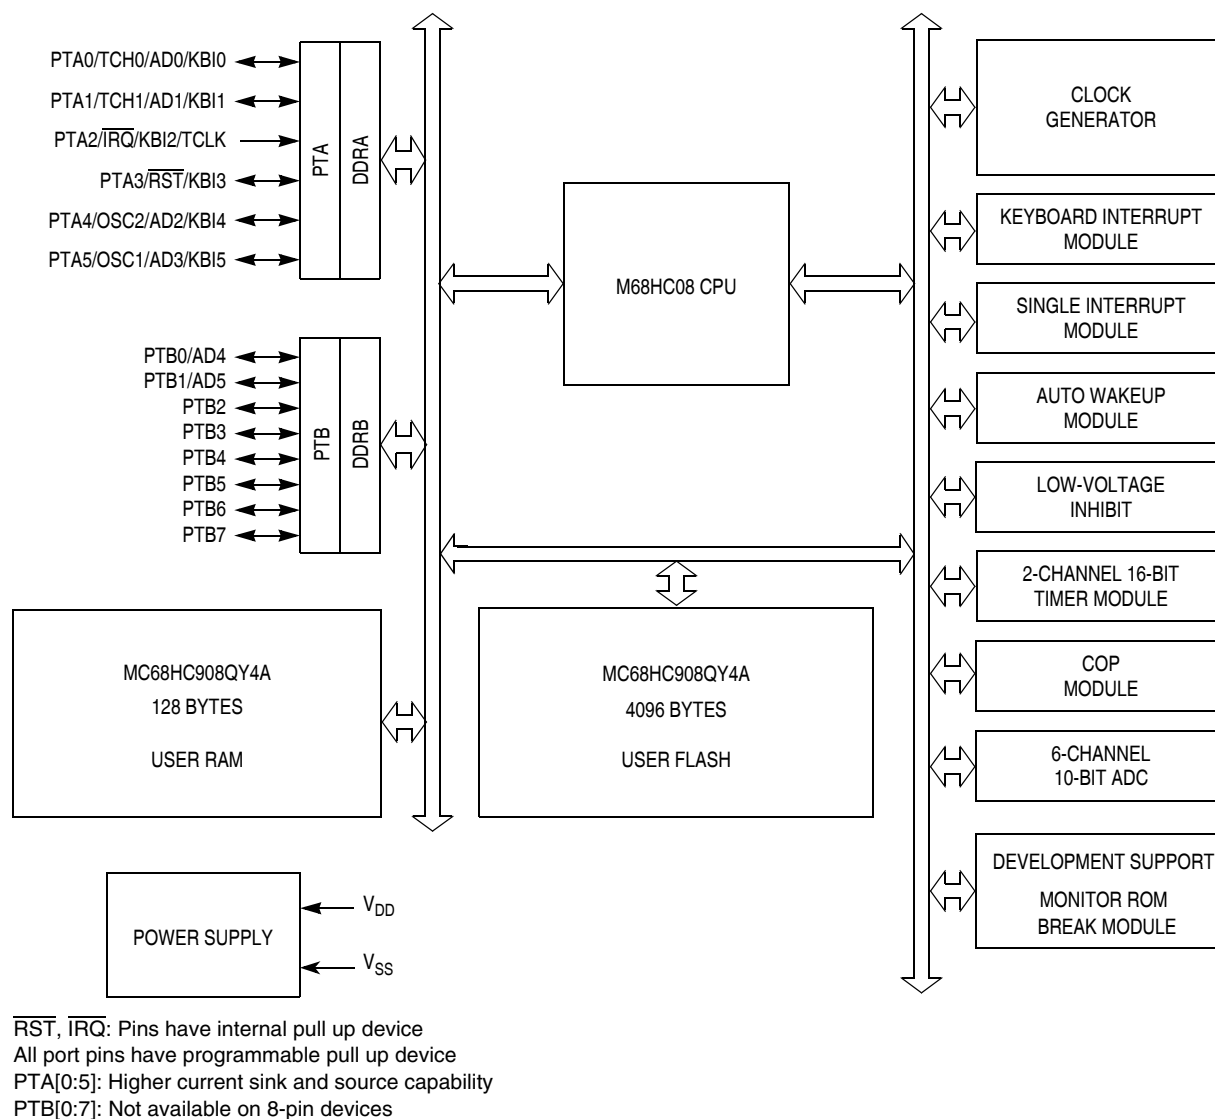 PTA0/TCH0/AD0/KBI0
PTA1/TCH1/AD1/KBI1
PTA2/IRQ/KBI2/TCLK
PTA3/RST/KBI3
PTA4/OSC2/AD2/KBI4
PTA5/OSC1/AD3/KBI5
PTA
DDRA
PTB0/AD4
PTB1/AD5
PTB2
PTB3
PTB4
PTB5
PTB6
PTB7
PTB
DDRB
M68HC08 CPU
CLOCK
GENERATOR
KEYBOARD INTERRUPT
MODULE
SINGLE INTERRUPT
MODULE
AUTO WAKEUP
MODULE
LOW-VOLTAGE
INHIBIT
2-CHANNEL 16-BIT
TIMER MODULE
COP
MODULE
6-CHANNEL
10-BIT ADC
DEVELOPMENT SUPPORT
MONITOR ROM
BREAK MODULE
MC68HC908QY4A
128 BYTES
USER RAM
MC68HC908QY4A
4096 BYTES
USER FLASH
POWER SUPPLY
VDD
VSS
RST, IRQ: Pins have internal pull up device
All port pins have programmable pull up device
PTA[0:5]: Higher current sink and source capability
PTB[0:7]: Not available on 8-pin devices